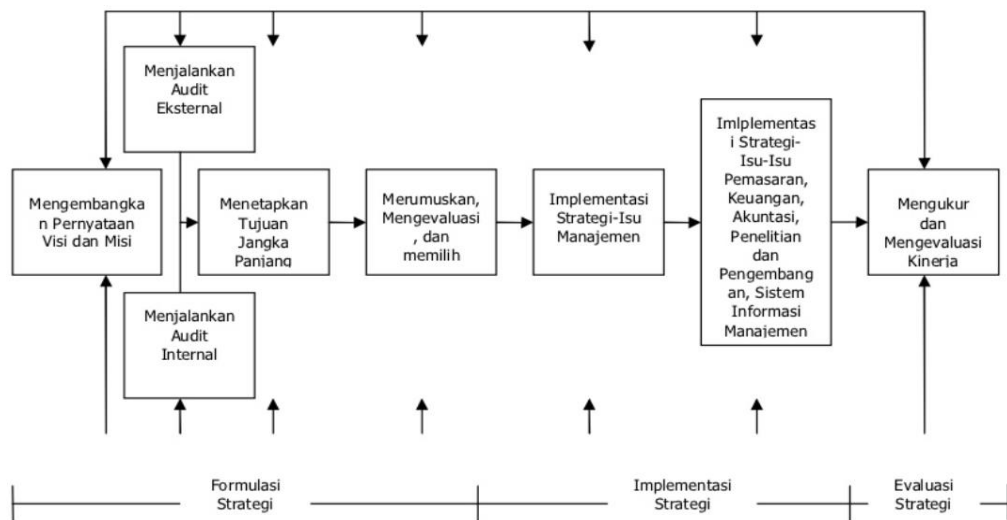 Menjalankan
Audit
Eksternal
Mengembangka
n Pernyataan
Visi dan Misi
Menetapkan
Tujuan
Jangka
Panjang
Merumuskan,
Mengevaluasi
, dan
memilih
Implementasi
Strategi-Isu
Manajemen
Imlplementas
i Strategi-
Isu-Isu
Pemasaran,
Keuangan,
Akuntasi,
Penelitian
dan
Pengembang
an, Sistem
Informasi
Manajemen
Mengukur
dan
Mengevaluasi
Kinerja
Menjalankan
Audit
Internal
Formulasi
Strategi
Implementasi
Strategi
Evaluasi
Strategi